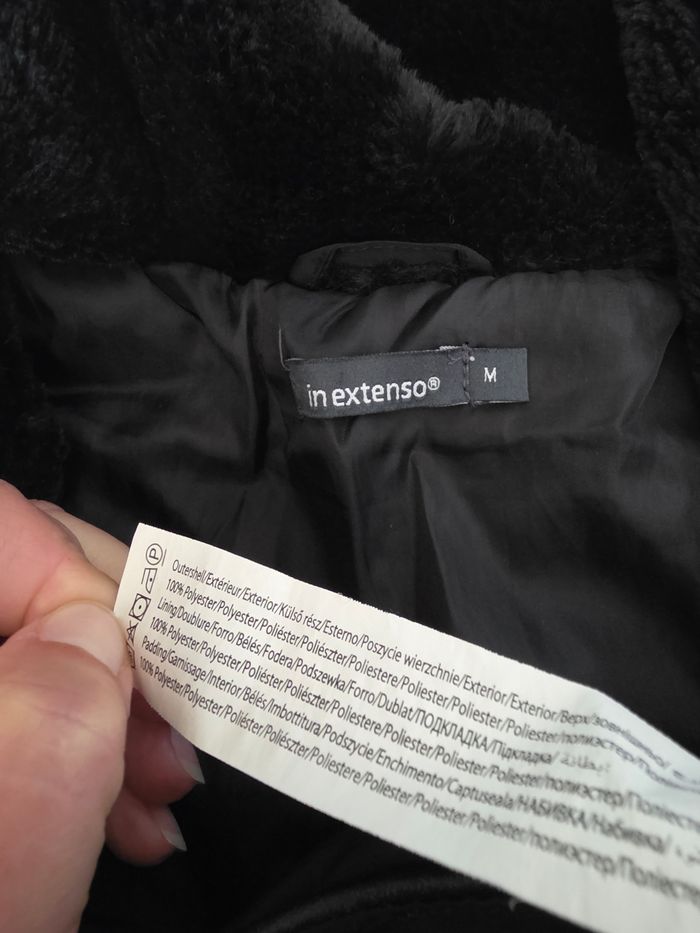 in extenso®
M
P
Outershell/Extérieur/Exterior/Külső rész/Esterno/Poszycie wierzchnie/Exterior/Exterior/Верх/
100% Polyester/Polyester/Poliéster/Poliészter/Poliestere/Poliester/Poliester/Poliester/полиэстер/
Lining/Doublure/Forro/Bélés/Fodera/Podszewka/Forro/Dublat/ПОДКЛАДКА/Підкладка/
100% Polyester/Polyester/Poliéster/Poliészter/Poliestere/Poliester/Poliester/Poliester/полиэстер/
Padding/Garnissage/Interior/Bélés/Imbottitura/Podszycie/Enchimento/Captuseala/НАБИВКА/Набивка/
100% Polyester/Polyester/Poliéster/Poliészter/Poliestere/Poliester/Poliester/Poliester/полиэстер/